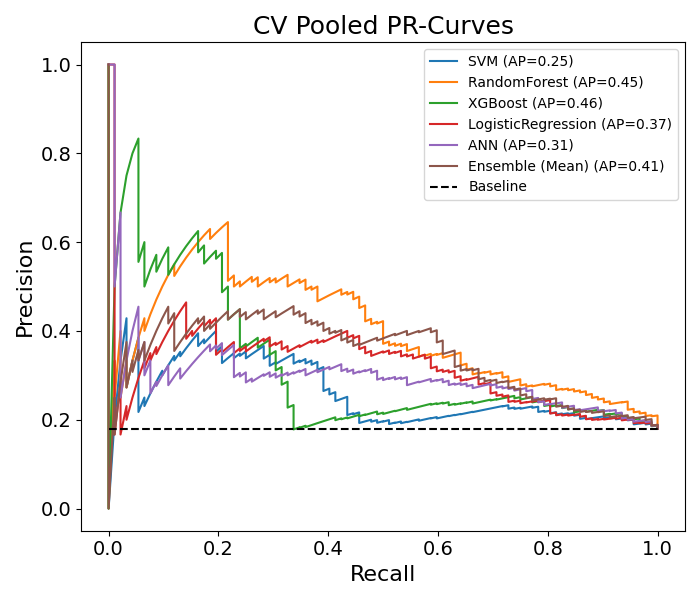 CV Pooled PR-Curves
SVM (AP=0.25)
RandomForest (AP=0.45)
XGBoost (AP=0.46)
LogisticRegression (AP=0.37)
ANN (AP=0.31)
Ensemble (Mean) (AP=0.41)
Baseline
Precision
1.0
0.8
0.6
0.4
0.2
0.0
0.0 0.2 0.4 0.6 0.8 1.0
Recall